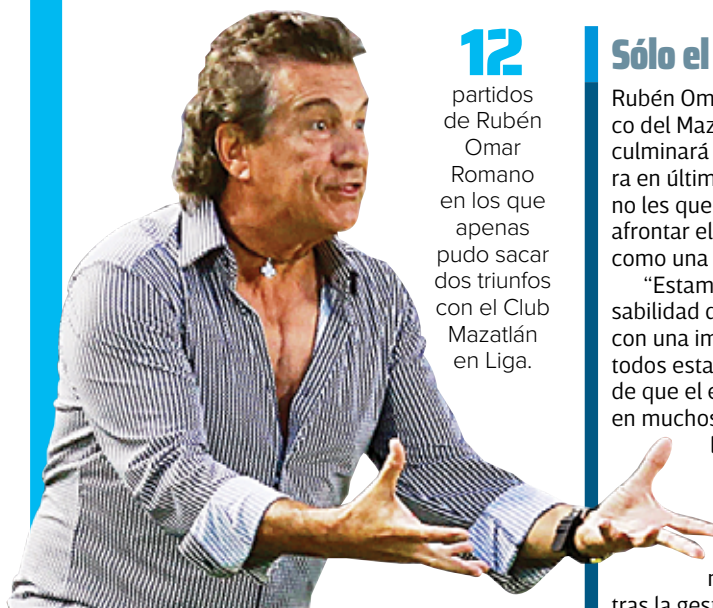 12
partidos
de Rubén
Omar
Romano
en los que
apenas
pudo sacar
dos triunfos
con el Club
Mazatlán
en Liga.
Sólo el
Rubén Om
co del Maz
culminará
ra en últim
no les que
afrontar el
como una
“Estam
sabilidad d
con una im
todos esta
de que el e
en muchos
tras la gest